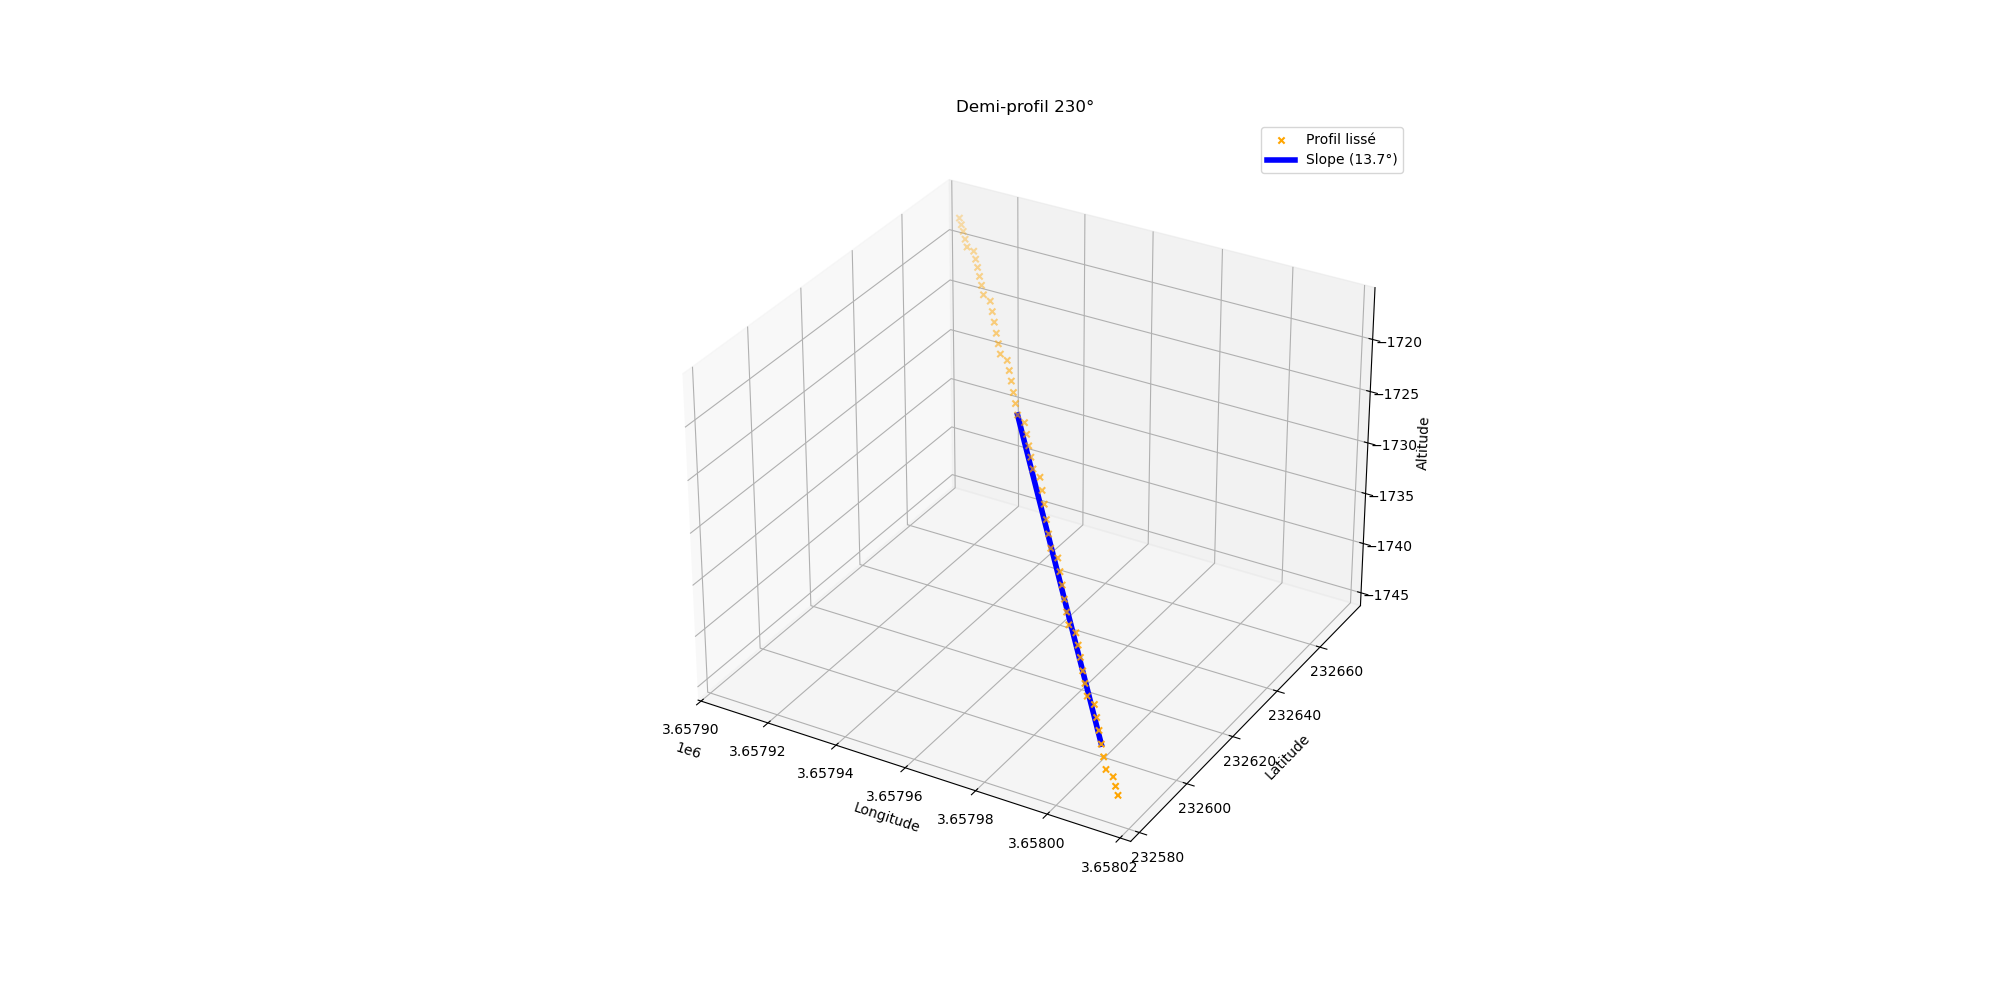 Demi-profil 230°
Profil lissé
Slope (13.7°)
−1720
−1725
−1730
−1735
−1740
−1745
Altitude
232660
232640
232620
232600
232580
Latitude
3.65790
3.65792
3.65794
3.65796
3.65798
3.65800
3.65802
1e6
Longitude